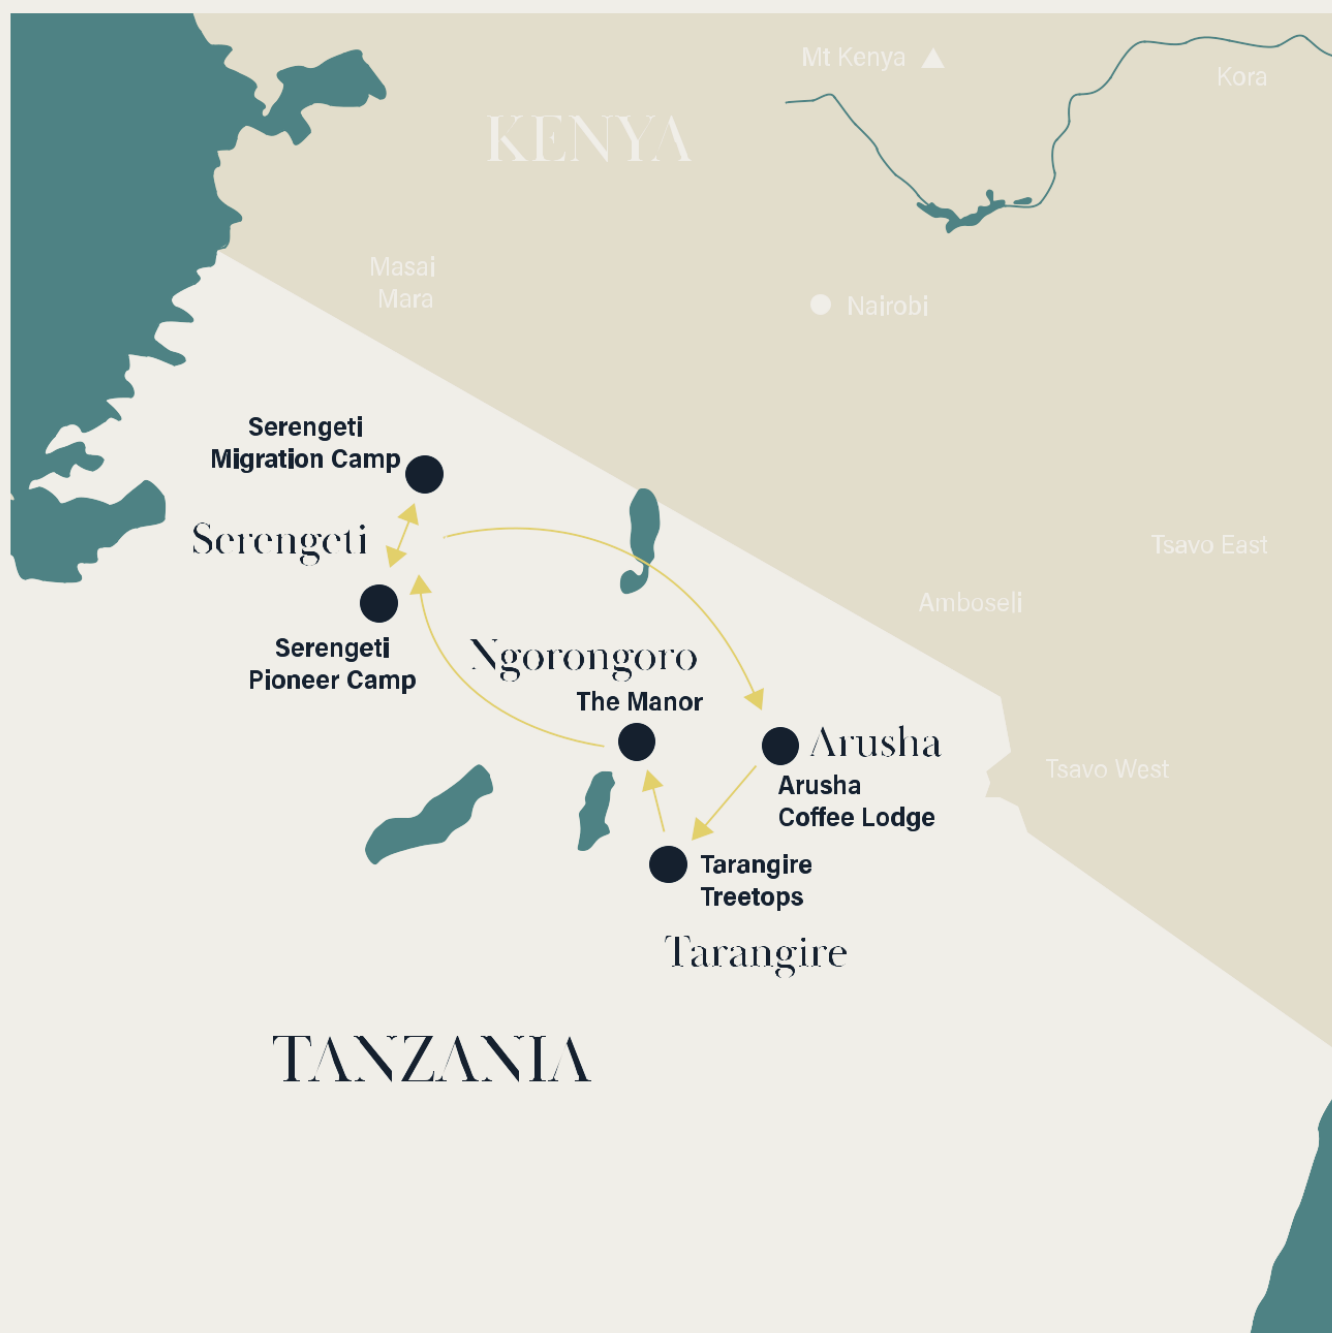 Mt Kenya
Kora
KENYA
Masai
Mara
Nairobi
Serengeti
Migration Camp
Serengeti
Tsavo East
Amboseli
Serengeti
Pioneer Camp
Ngorongoro
The Manor
Arusha
Arusha
Coffee Lodge
Tsavo West
Tarangire
Treetops
Tarangire
TANZANIA